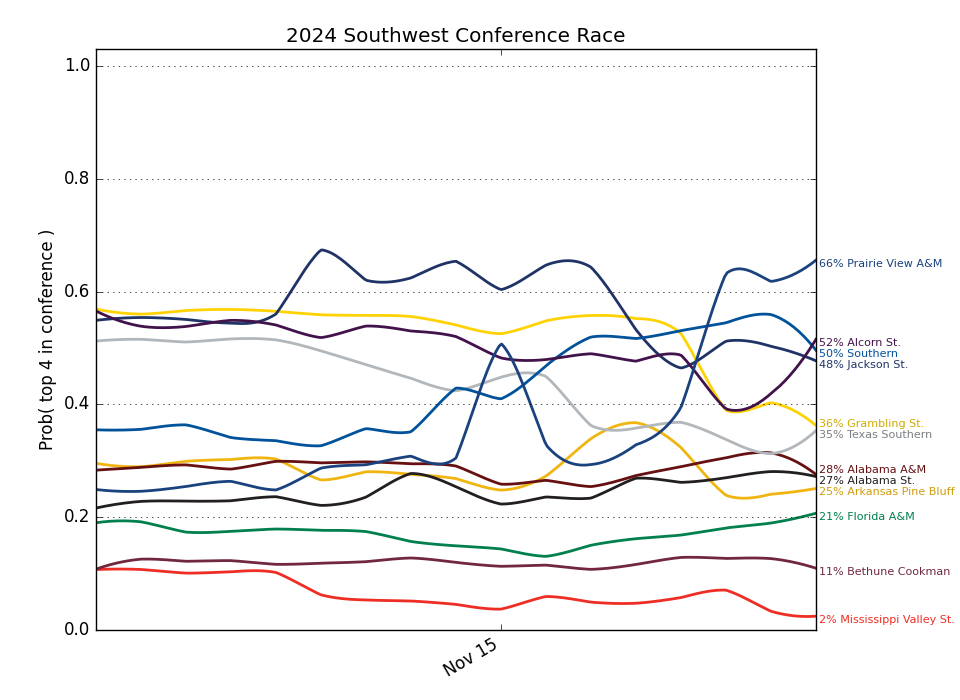 2024 Southwest Conference Race
1.0
0.8
0.6
0.4
0.2
0.0
Prob( top 4 in conference )
Nov 15
66% Prairie View A&M
52% Alcorn St.
50% Southern
48% Jackson St.
36% Grambling St.
35% Texas Southern
28% Alabama A&M
27% Alabama St.
25% Arkansas Pine Bluff
21% Florida A&M
11% Bethune Cookman
2% Mississippi Valley St.